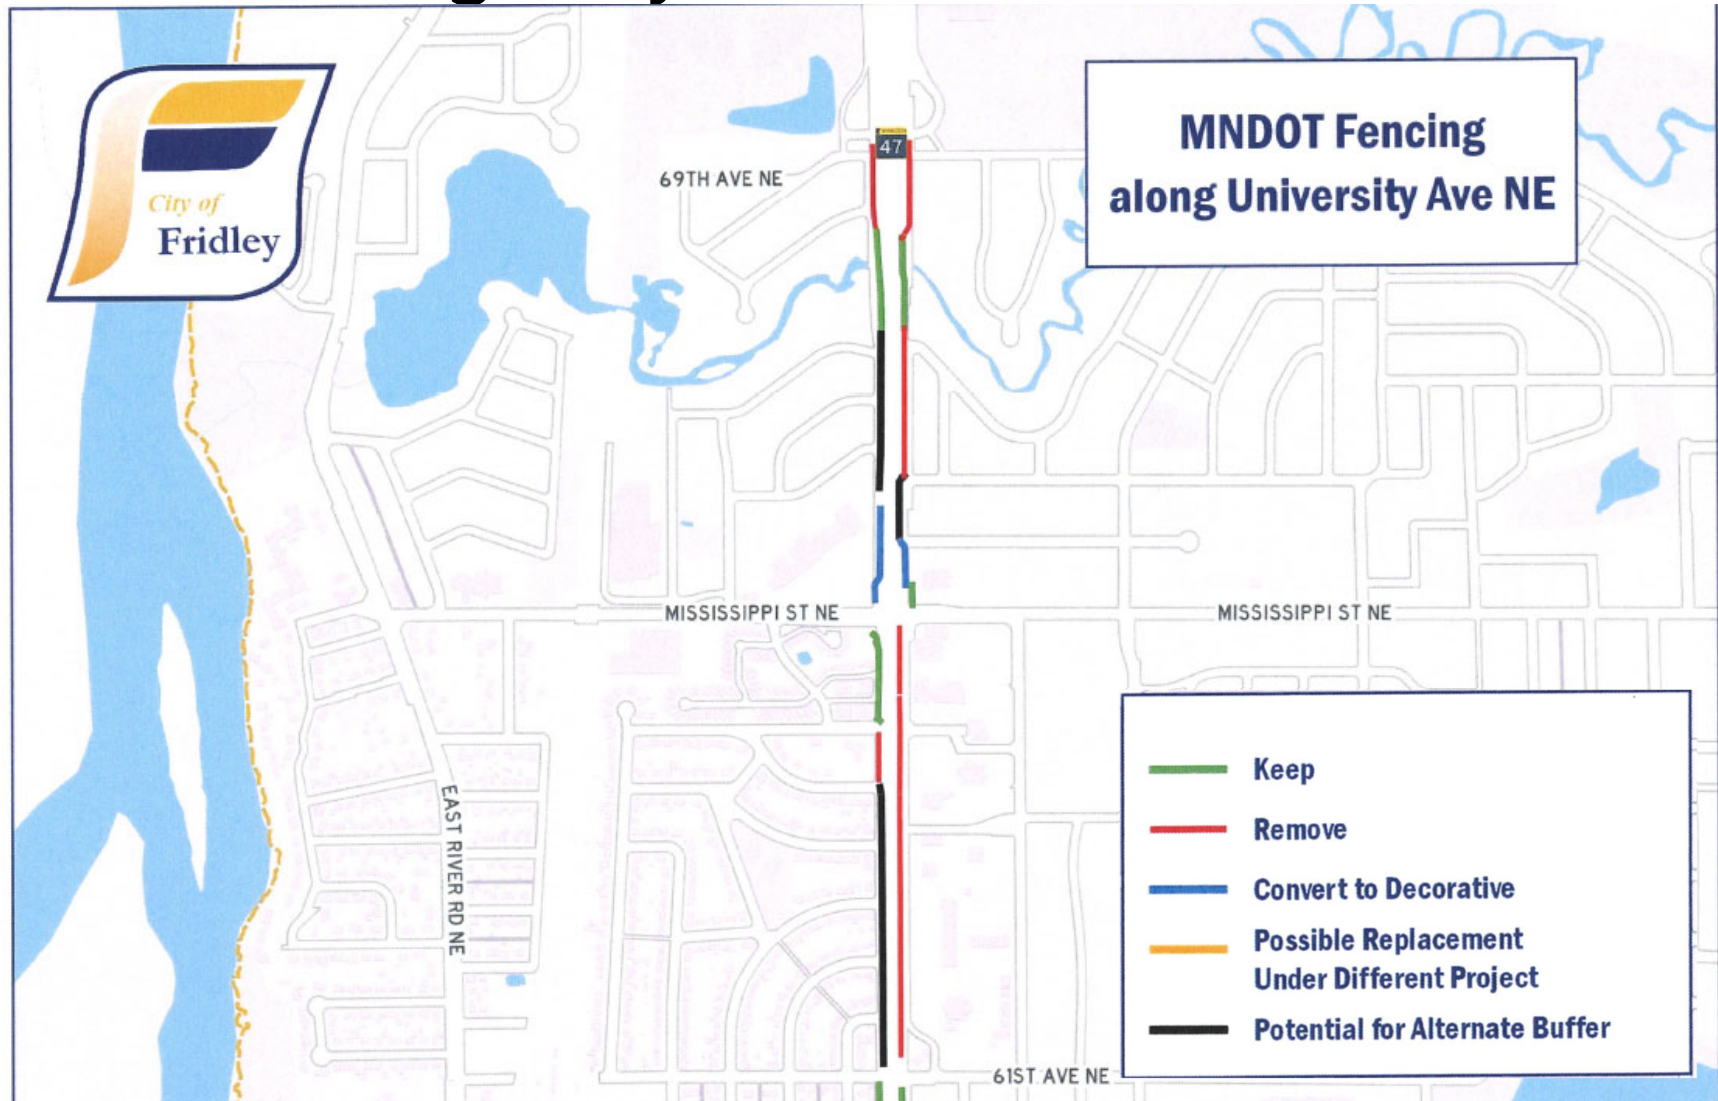 City of
Fridley
MNDOT Fencing
along University Ave NE
47
69TH AVE NE
MISSISSIPPI ST NE
MISSISSIPPI ST NE
EAST RIVER RD NE
61ST AVE NE
Keep
Remove
Convert to Decorative
Possible Replacement
Under Different Project
Potential for Alternate Buffer